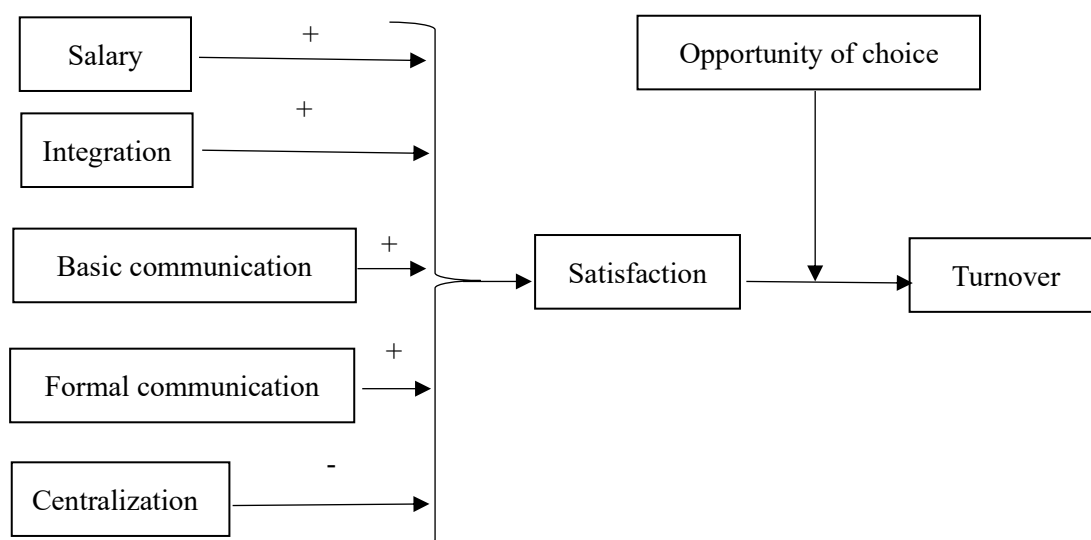 Salary
+
Opportunity of choice
+
Integration
Basic communication
+
Satisfaction
Turnover
+
Formal communication
-
Centralization